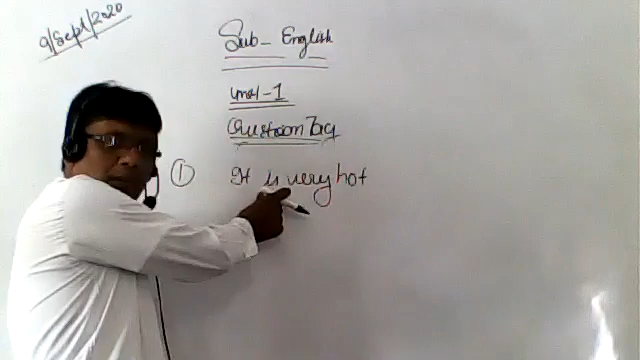 9/Sept/2020
Sub- English
Unit-1
Question Tag
① It is very hot